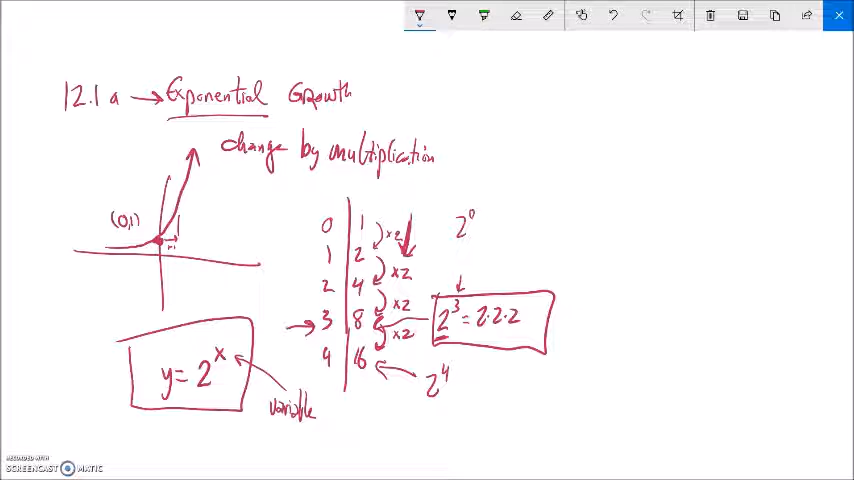 12.1 a → Exponential Growth
change by multiplication
(0,1)
0 1 2⁰
×2
1 2
×2
2 4
×2
3 8 2³ = 2·2·2
×2
4 16 2⁴
y = 2ˣ
variable
RECORDED WITH
SCREENCAST MATIC